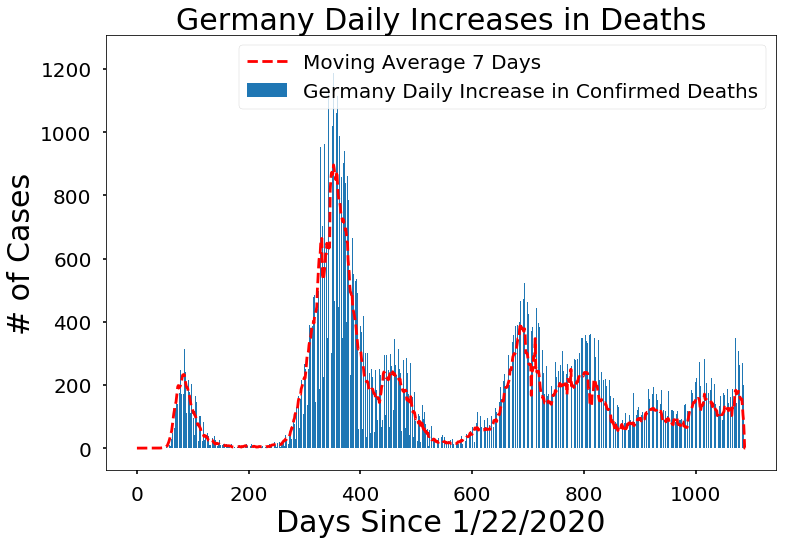 Germany Daily Increases in Deaths
Moving Average 7 Days
Germany Daily Increase in Confirmed Deaths
# of Cases
1200
1000
800
600
400
200
0
0 200 400 600 800 1000
Days Since 1/22/2020